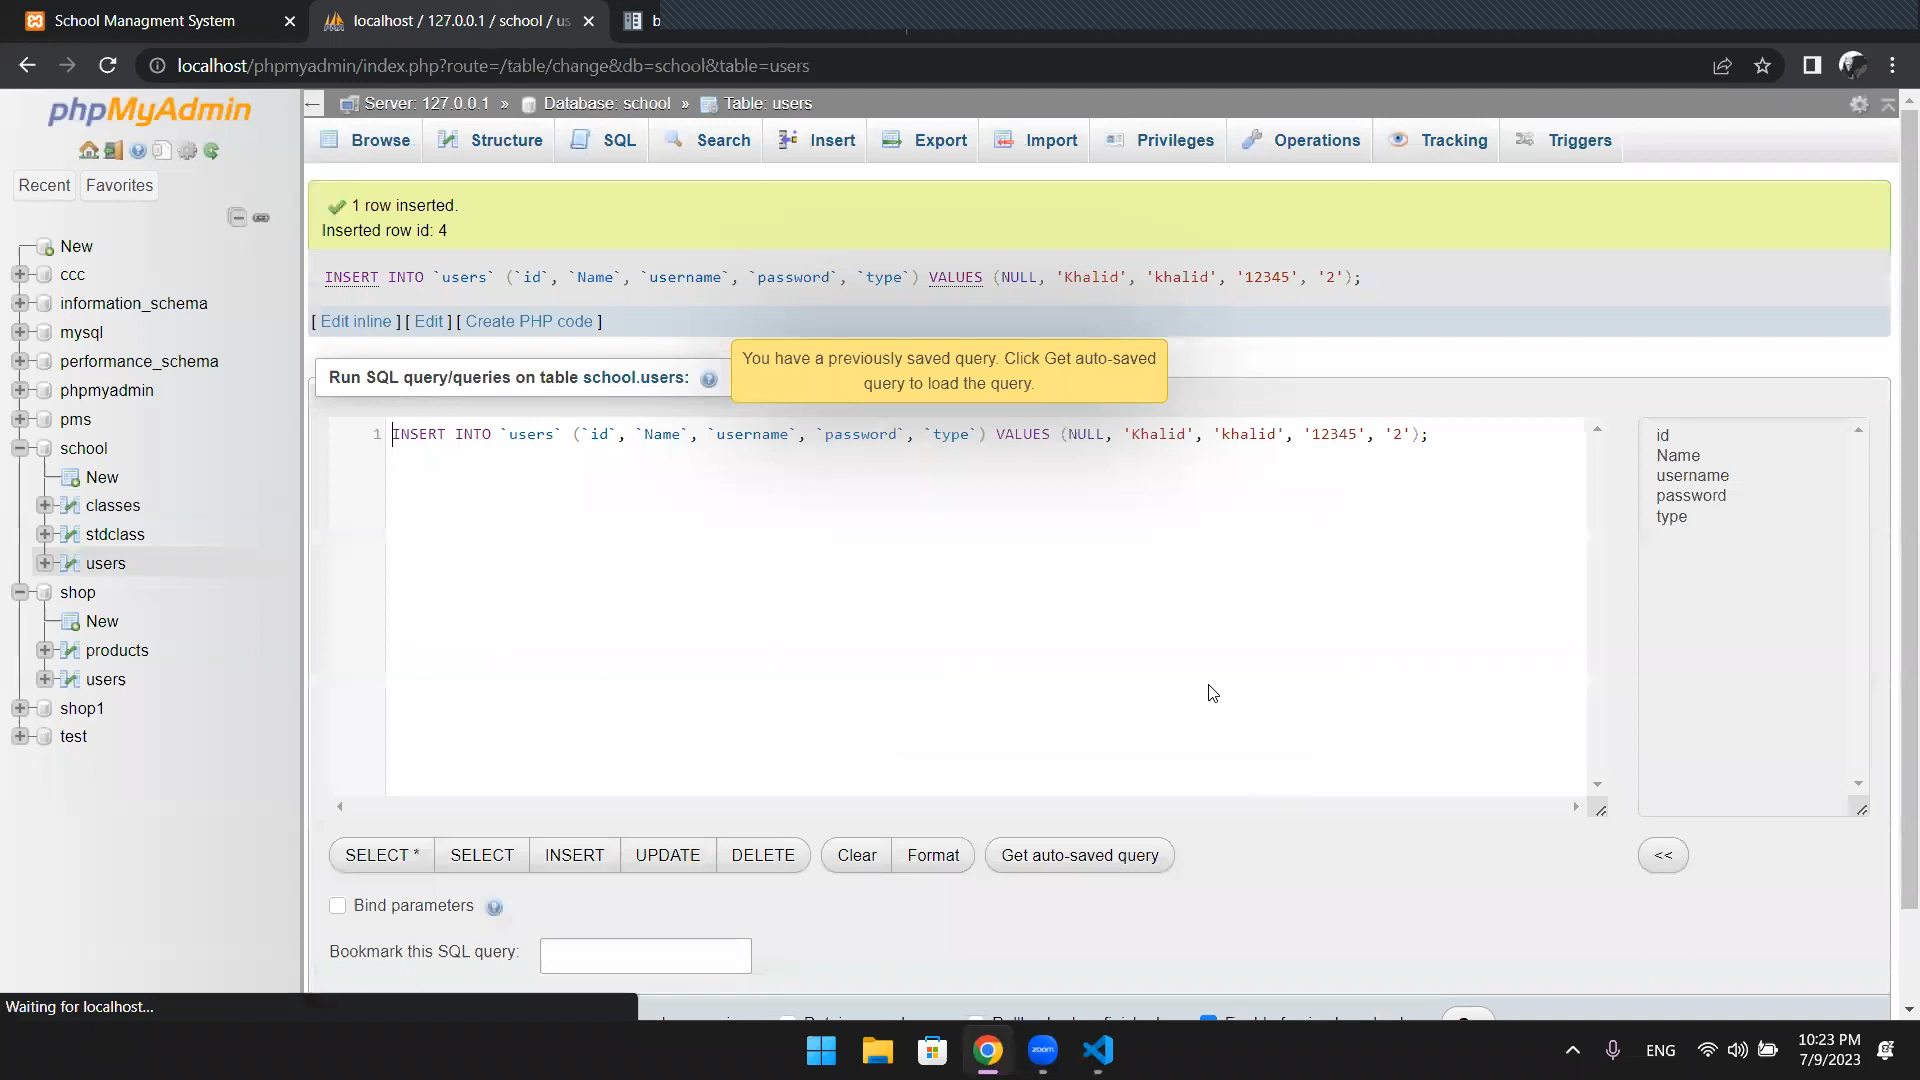 School Managment System
localhost / 127.0.0.1 / school / us
b
localhost/phpmyadmin/index.php?route=/table/change&db=school&table=users
phpMyAdmin
Recent
Favorites
New
ccc
information_schema
mysql
performance_schema
phpmyadmin
pms
school
New
classes
stdclass
users
shop
New
products
users
shop1
test
Server: 127.0.0.1 » Database: school » Table: users
Browse
Structure
SQL
Search
Insert
Export
Import
Privileges
Operations
Tracking
Triggers
1 row inserted.
Inserted row id: 4
INSERT INTO `users` (`id`, `Name`, `username`, `password`, `type`) VALUES (NULL, 'Khalid', 'khalid', '12345', '2');
[ Edit inline ] [ Edit ] [ Create PHP code ]
You have a previously saved query. Click Get auto-saved
query to load the query.
Run SQL query/queries on table school.users:
1 INSERT INTO `users` (`id`, `Name`, `username`, `password`, `type`) VALUES (NULL, 'Khalid', 'khalid', '12345', '2');
id
Name
username
password
type
SELECT *
SELECT
INSERT
UPDATE
DELETE
Clear
Format
Get auto-saved query
<<
Bind parameters
Bookmark this SQL query:
Waiting for localhost...
zoom
ENG
10:23 PM
7/9/2023